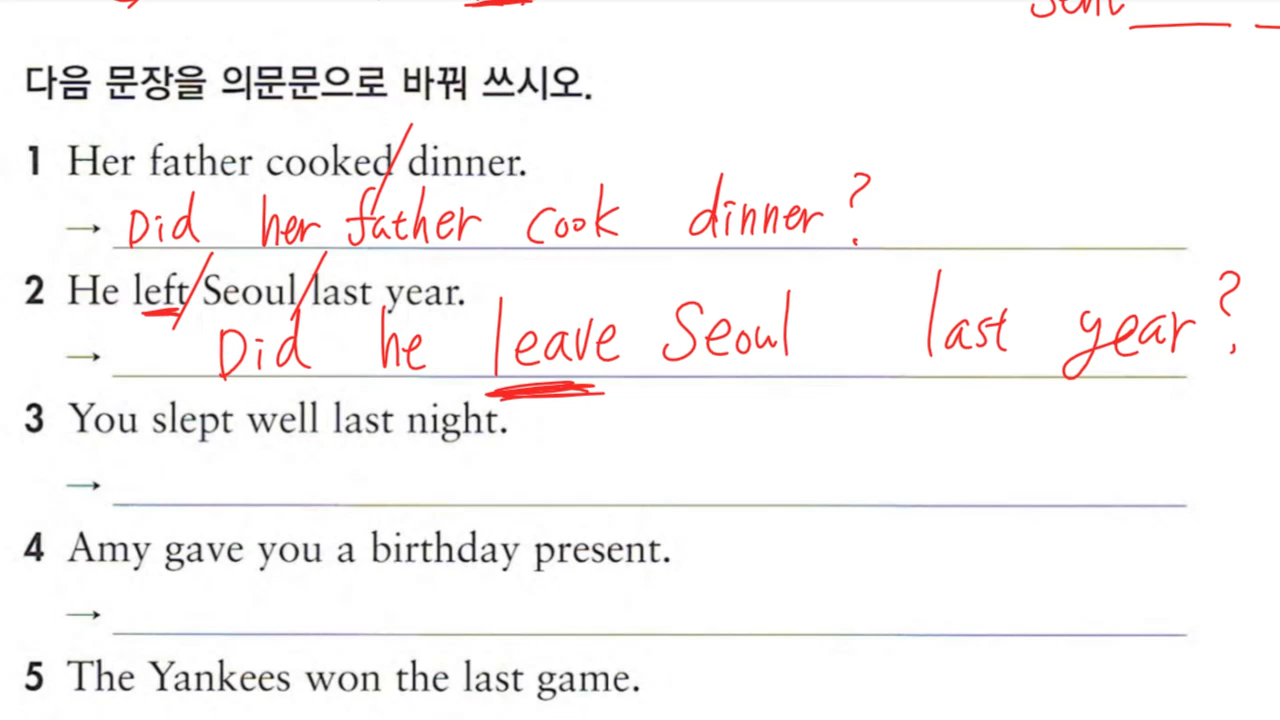 sent
다음 문장을 의문문으로 바꿔 쓰시오.
1 Her father cooked/dinner.
→ Did her father cook dinner?
2 He left/Seoul/last year.
→ Did he leave Seoul last year?
3 You slept well last night.
→
4 Amy gave you a birthday present.
→
5 The Yankees won the last game.